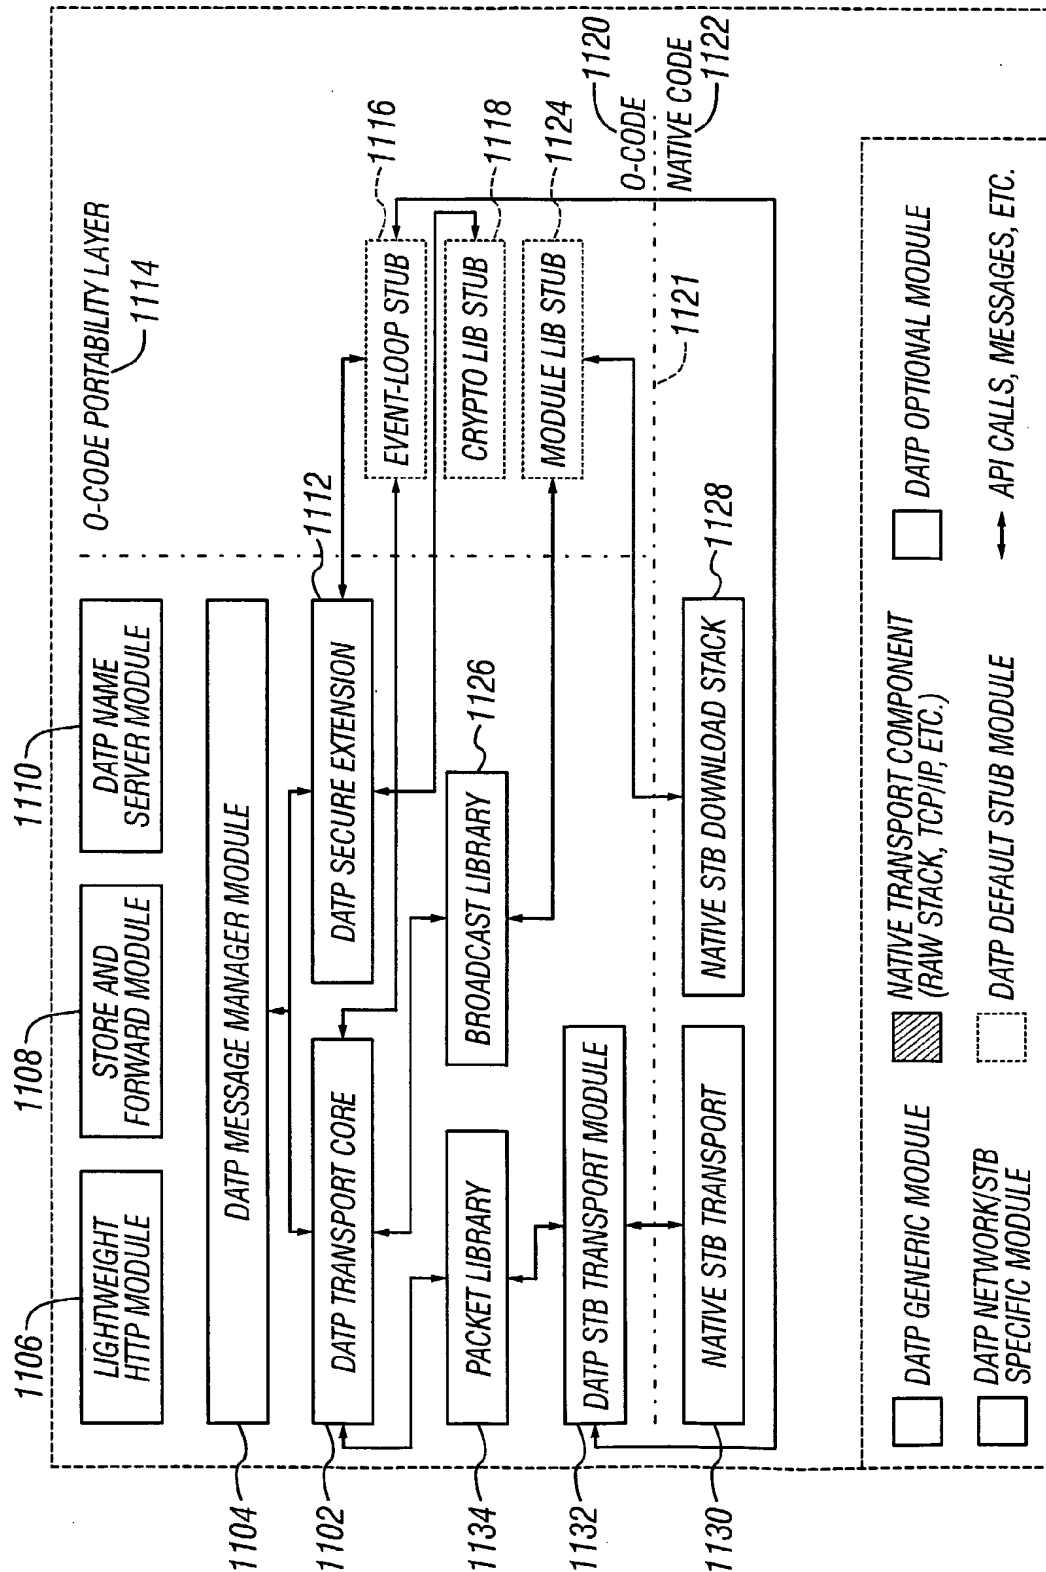 1106
1108
1110
LIGHTWEIGHT
HTTP MODULE
STORE AND
FORWARD MODULE
DATP NAME
SERVER MODULE
O-CODE PORTABILITY LAYER
1114
1104
DATP MESSAGE MANAGER MODULE
1102
DATP TRANSPORT CORE
DATP SECURE EXTENSION
1112
EVENT-LOOP STUB
1116
1134
PACKET LIBRARY
BROADCAST LIBRARY
1126
CRYPTO LIB STUB
1118
1132
DATP STB TRANSPORT MODULE
MODULE LIB STUB
1124
O-CODE
1120
NATIVE CODE
1122
1121
1130
NATIVE STB TRANSPORT
NATIVE STB DOWNLOAD STACK
1128
DATP GENERIC MODULE
NATIVE TRANSPORT COMPONENT
(RAW STACK, TCP/IP, ETC.)
DATP OPTIONAL MODULE
DATP NETWORK/STB
SPECIFIC MODULE
DATP DEFAULT STUB MODULE
API CALLS, MESSAGES, ETC.